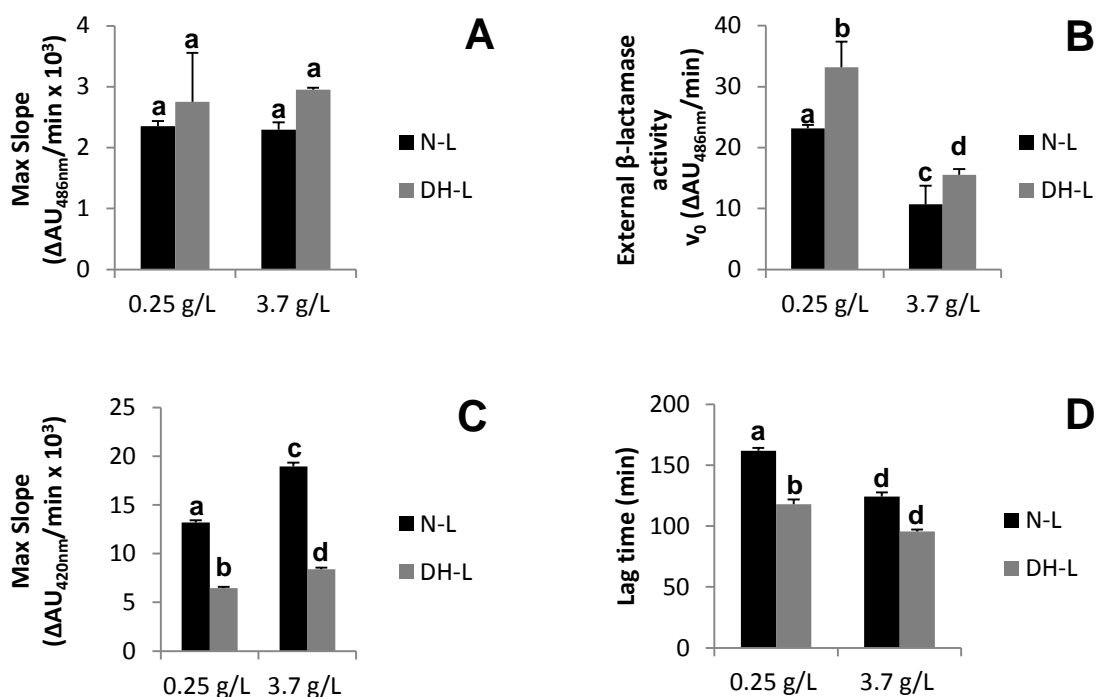 A
Max Slope
(ΔAU486nm/min x 10³)
4
3
2
1
0
a
a
a
a
0.25 g/L
3.7 g/L
N-L
DH-L
B
External β-lactamase
activity
v0 (ΔAU486nm/min)
40
30
20
10
0
a
b
c
d
0.25 g/L
3.7 g/L
N-L
DH-L
C
Max Slope
(ΔAU420nm/min x 10³)
25
20
15
10
5
0
a
b
c
d
0.25 g/L
3.7 g/L
N-L
DH-L
D
Lag time (min)
200
150
100
50
0
a
b
d
d
0.25 g/L
3.7 g/L
N-L
DH-L